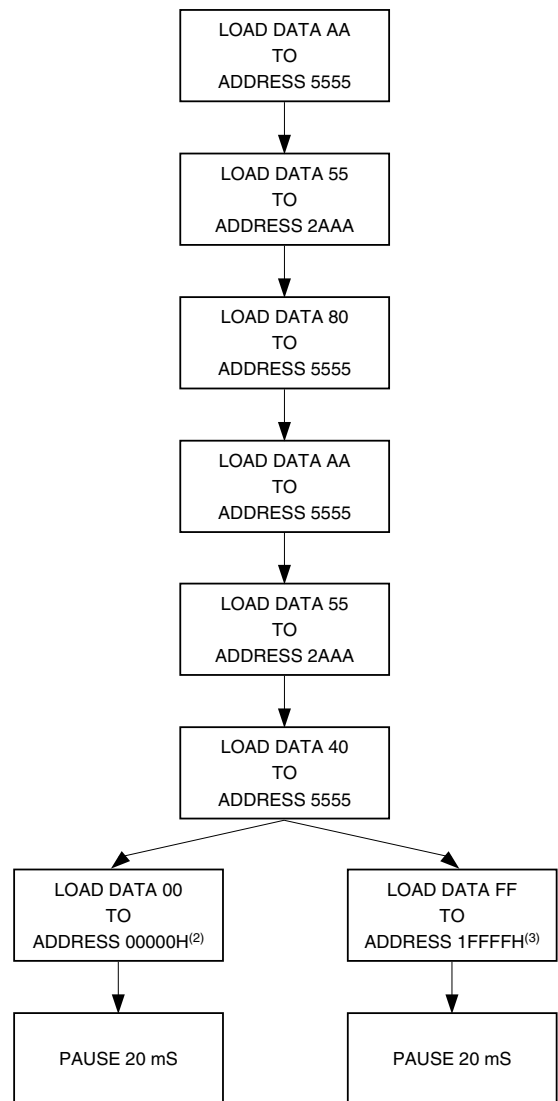 LOAD DATA AA
TO
ADDRESS 5555
LOAD DATA 55
TO
ADDRESS 2AAA
LOAD DATA 80
TO
ADDRESS 5555
LOAD DATA AA
TO
ADDRESS 5555
LOAD DATA 55
TO
ADDRESS 2AAA
LOAD DATA 40
TO
ADDRESS 5555
LOAD DATA 00
TO
ADDRESS 00000H(2)
LOAD DATA FF
TO
ADDRESS 1FFFFH(3)
PAUSE 20 mS
PAUSE 20 mS